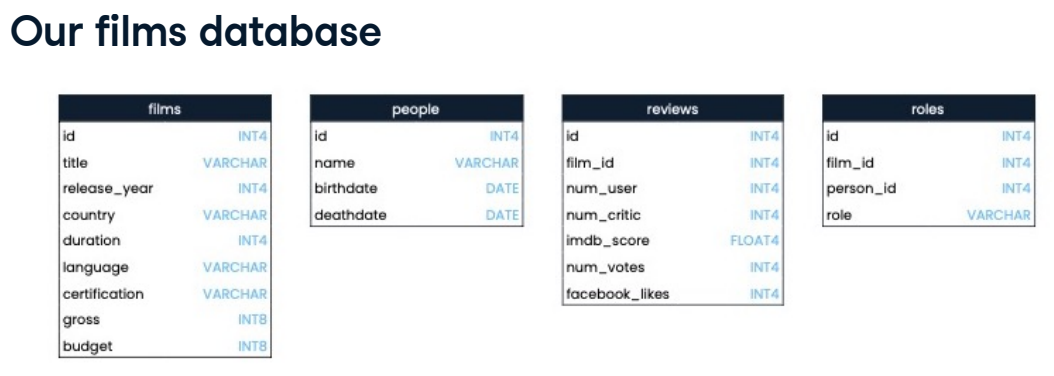 Our films database
films
id INT4
title VARCHAR
release_year INT4
country VARCHAR
duration INT4
language VARCHAR
certification VARCHAR
gross INT8
budget INT8
people
id INT4
name VARCHAR
birthdate DATE
deathdate DATE
reviews
id INT4
film_id INT4
num_user INT4
num_critic INT4
imdb_score FLOAT4
num_votes INT4
facebook_likes INT4
roles
id INT4
film_id INT4
person_id INT4
role VARCHAR